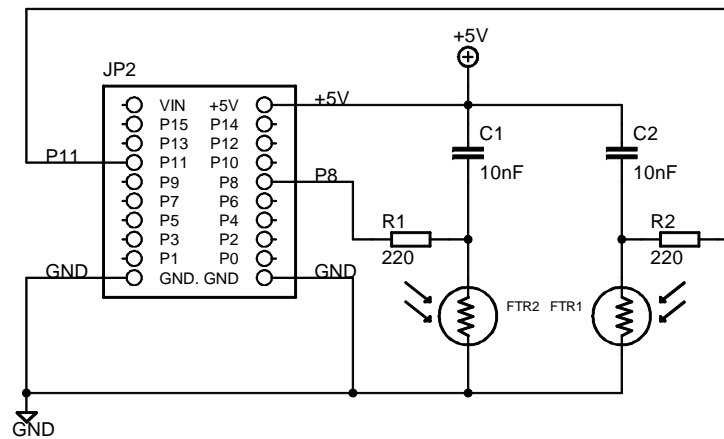 +5V
JP2
VIN +5V
+5V
P15 P14
P13 P12
P11
P11 P10
P9 P8
P8
P7 P6
P5 P4
P3 P2
P1 P0
GND
GND. GND
GND
C1
10nF
C2
10nF
R1
220
R2
220
FTR2 FTR1
GND